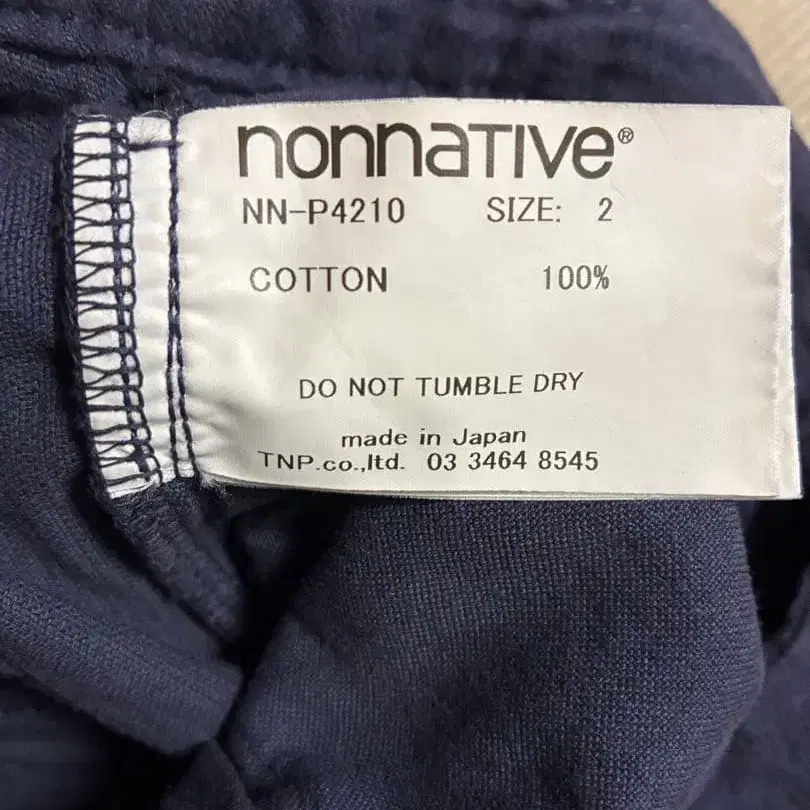 nonnaTIVe®
NN-P4210 SIZE: 2
COTTON 100%
DO NOT TUMBLE DRY
made in Japan
TNP.co.,ltd. 03 3464 8545